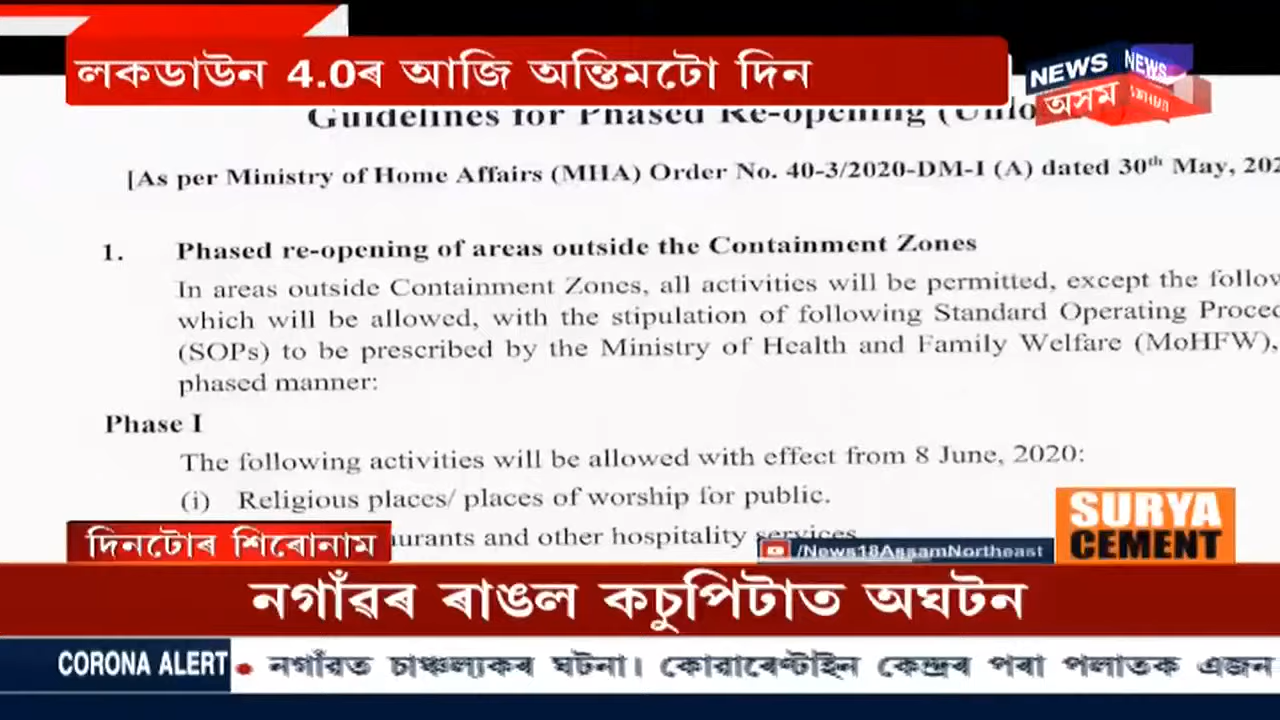 লকডাউন 4.0ৰ আজি অন্তিমটো দিন
NEWS NEWS
অসম
Guidelines for Phased Re-opening
[As per Ministry of Home Affairs (MHA) Order No. 40-3/2020-DM-I (A) dated 30th May, 202
1. Phased re-opening of areas outside the Containment Zones
In areas outside Containment Zones, all activities will be permitted, except the follow
which will be allowed, with the stipulation of following Standard Operating Proced
(SOPs) to be prescribed by the Ministry of Health and Family Welfare (MoHFW),
phased manner:
Phase I
The following activities will be allowed with effect from 8 June, 2020:
(i) Religious places/ places of worship for public.
aurants and other hospitality services
SURYA
CEMENT
দিনটোৰ শিৰোনাম
/News18AssamNortheast
নগাঁৱৰ ৰাঙল কচুপিটাত অঘটন
CORONA ALERT
নগাঁৱত চাঞ্চল্যকৰ ঘটনা। কোৱাৰেণ্টাইন কেন্দ্ৰৰ পৰা পলাতক এজন